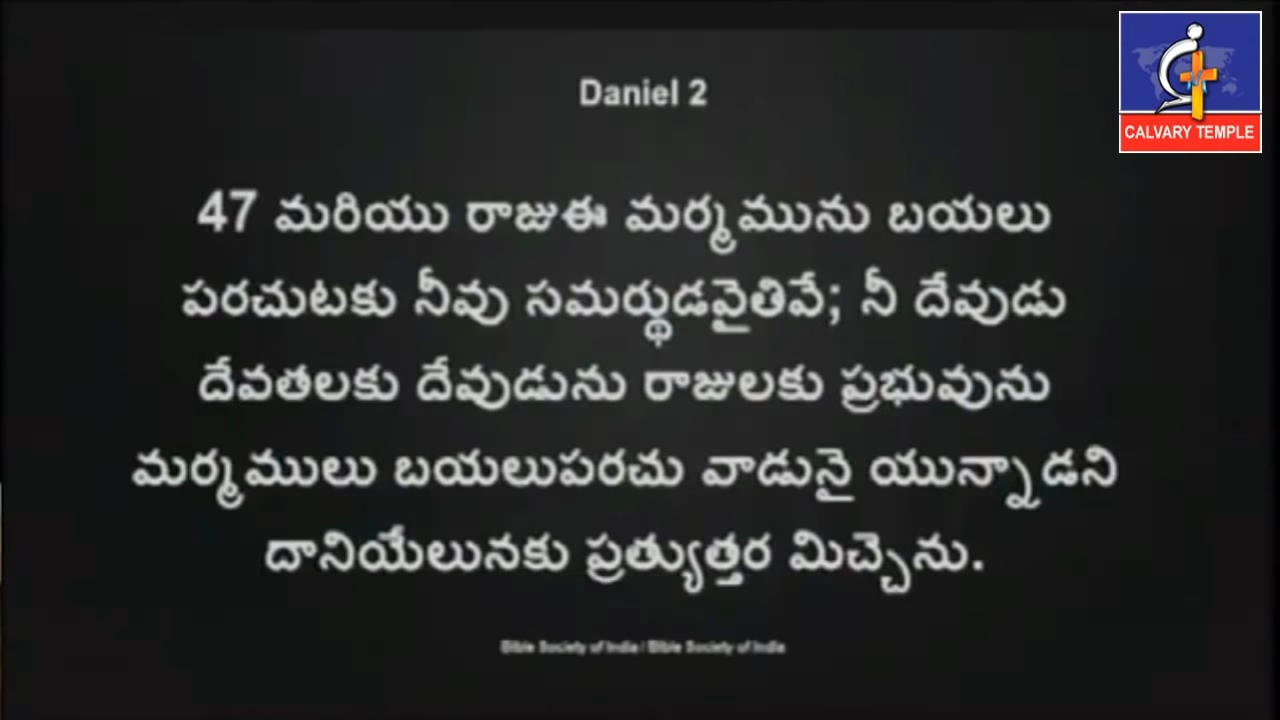 CALVARY TEMPLE
Daniel 2
47 మరియు రాజుఈ మర్మమును బయలు
పరచుటకు నీవు సమర్థుడవైతివే; నీ దేవుడు
దేవతలకు దేవుడును రాజులకు ప్రభువును
మర్మములు బయలుపరచు వాడునై యున్నాడని
దానియేలునకు ప్రత్యుత్తర మిచ్చెను.
Bible Society of India / Bible Society of India